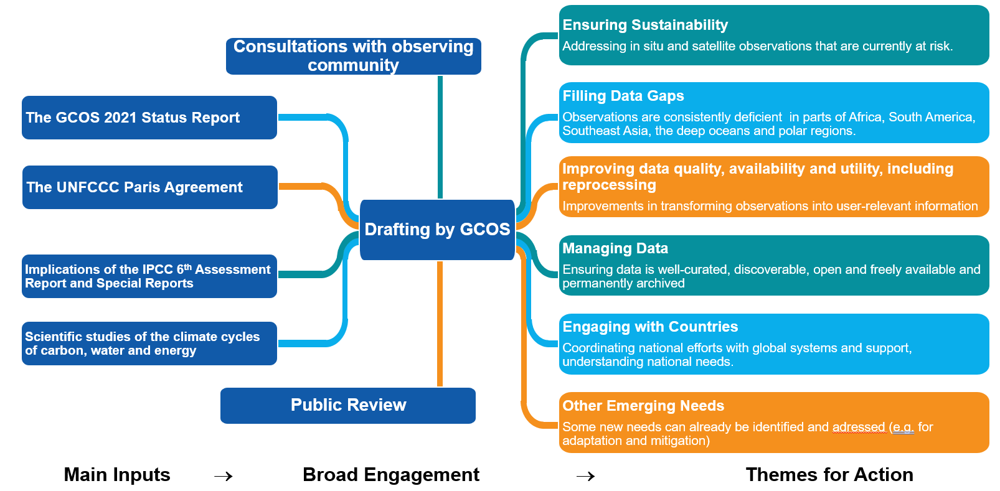 Consultations with observing
community
The GCOS 2021 Status Report
The UNFCCC Paris Agreement
Implications of the IPCC 6th Assessment
Report and Special Reports
Scientific studies of the climate cycles
of carbon, water and energy
Drafting by GCOS
Public Review
Ensuring Sustainability
Addressing in situ and satellite observations that are currently at risk.
Filling Data Gaps
Observations are consistently deficient  in parts of Africa, South America,
Southeast Asia, the deep oceans and polar regions.
Improving data quality, availability and utility, including
reprocessing
Improvements in transforming observations into user-relevant information
Managing Data
Ensuring data is well-curated, discoverable, open and freely available and
permanently archived
Engaging with Countries
Coordinating national efforts with global systems and support,
understanding national needs.
Other Emerging Needs
Some new needs can already be identified and adressed (e.g. for
adaptation and mitigation)
Main Inputs → Broad Engagement → Themes for Action